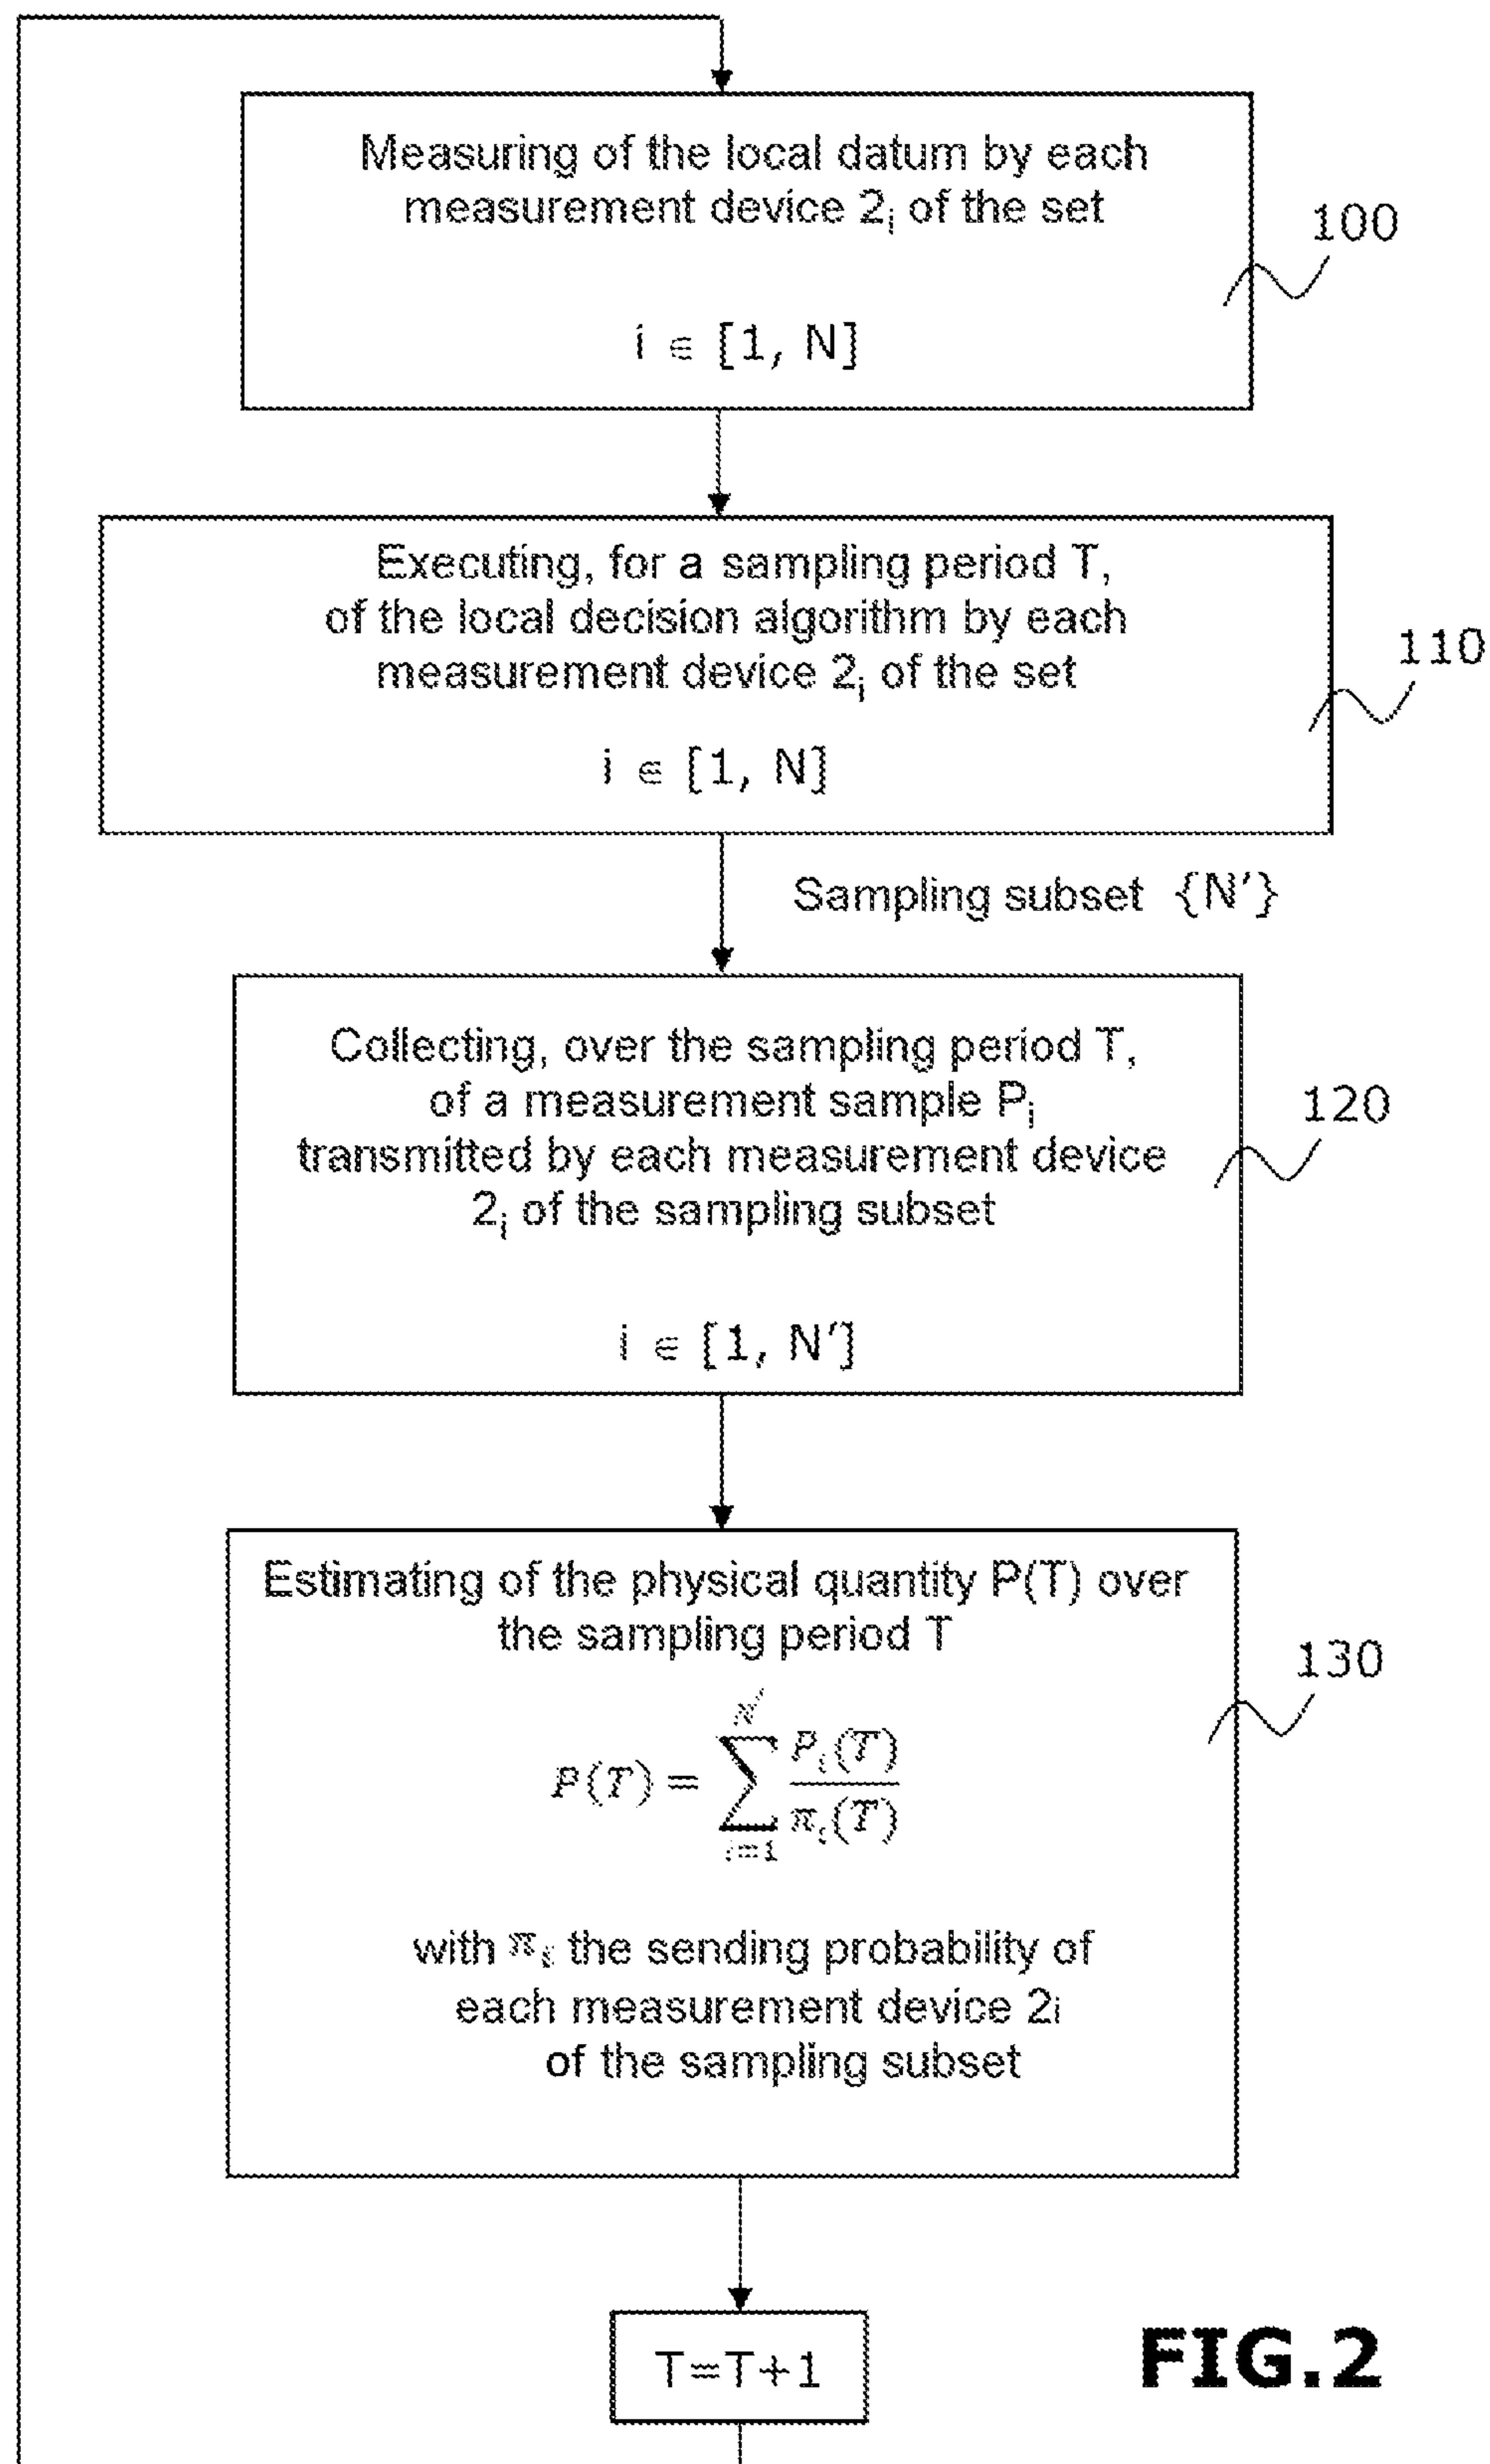 Measuring of the local datum by each
measurement device 2i of the set
i ∈ [1, N]
100
Executing, for a sampling period T,
of the local decision algorithm by each
measurement device 2i of the set
i ∈ [1, N]
110
Sampling subset {N'}
Collecting, over the sampling period T,
of a measurement sample Pi
transmitted by each measurement device
2i of the sampling subset
i ∈ [1, N']
120
Estimating of the physical quantity P(T) over
the sampling period T
P(T) = ∑_{i=1}^{N'} P_i(T)/π_i(T)
with πi the sending probability of
each measurement device 2i
of the sampling subset
130
T=T+1
FIG.2